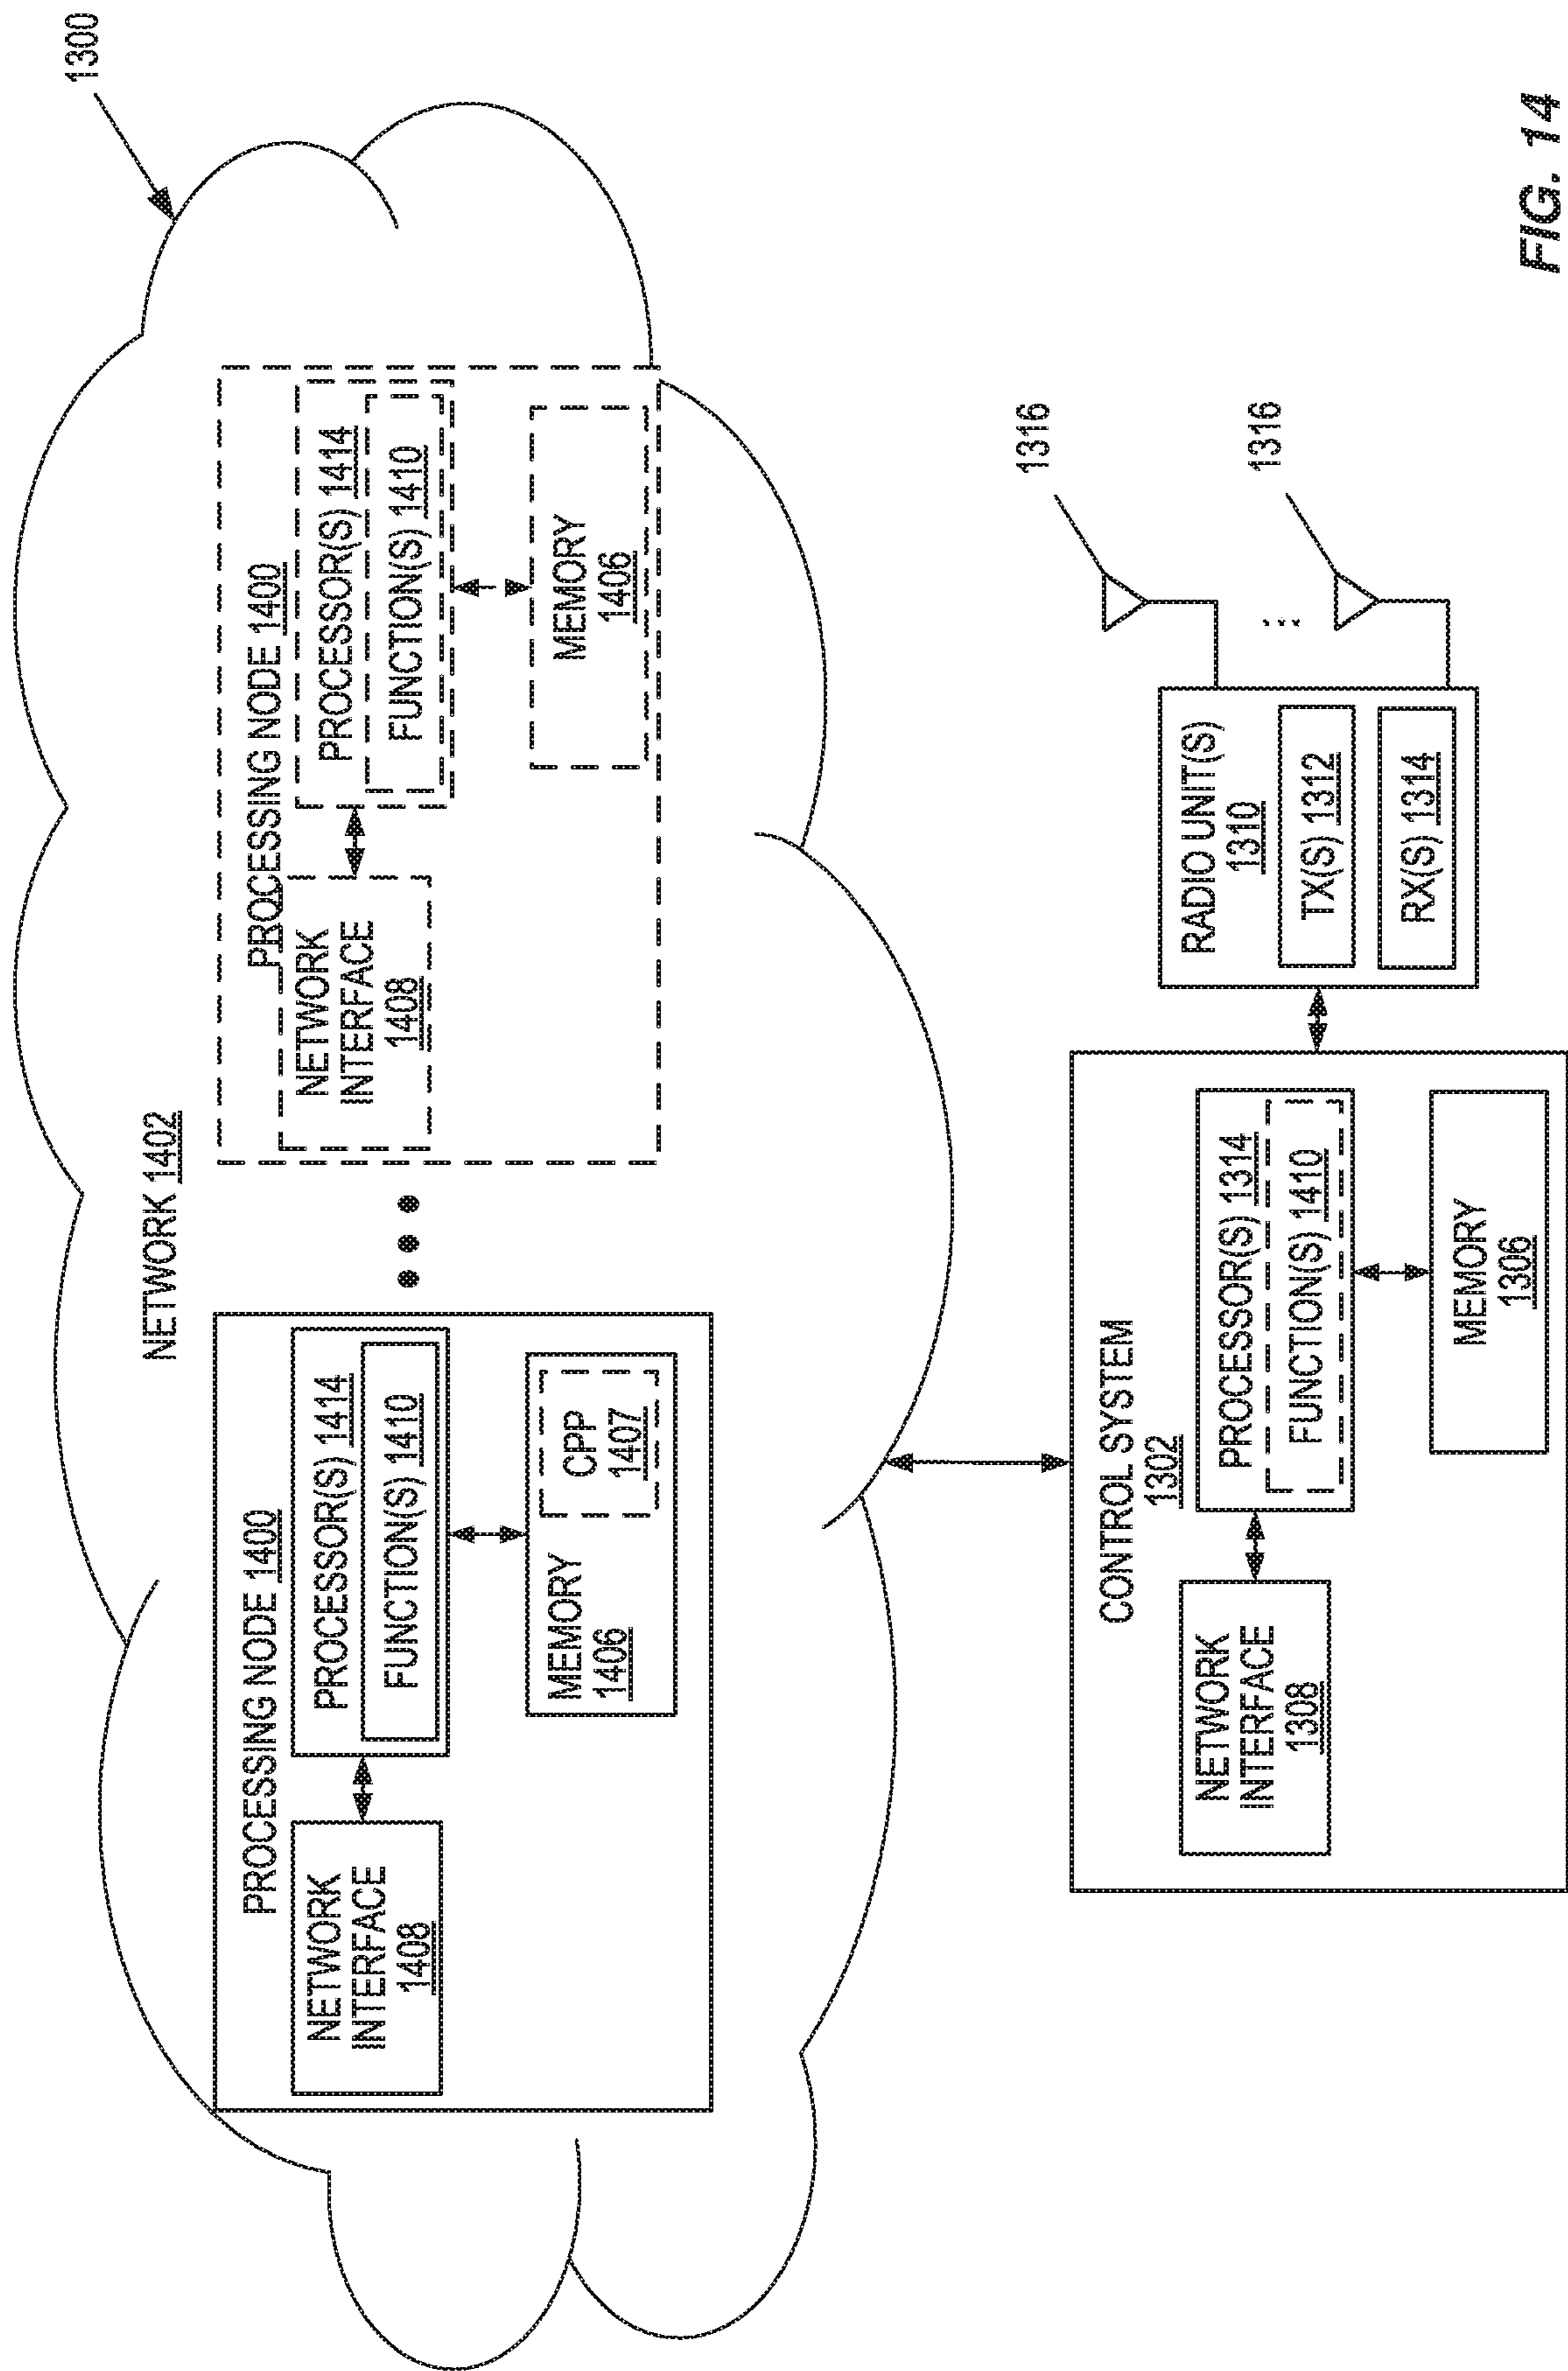 1300
NETWORK 1402
PROCESSING NODE 1400
NETWORK
INTERFACE
1408
PROCESSOR(S) 1414
FUNCTION(S) 1410
MEMORY
1406
CPP
1407
PROCESSING NODE 1400
NETWORK
INTERFACE
1408
PROCESSOR(S) 1414
FUNCTION(S) 1410
MEMORY
1406
CONTROL SYSTEM
1302
NETWORK
INTERFACE
1308
PROCESSOR(S) 1314
FUNCTION(S) 1410
MEMORY
1306
RADIO UNIT(S)
1310
TX(S) 1312
RX(S) 1314
1316
1316
FIG. 14